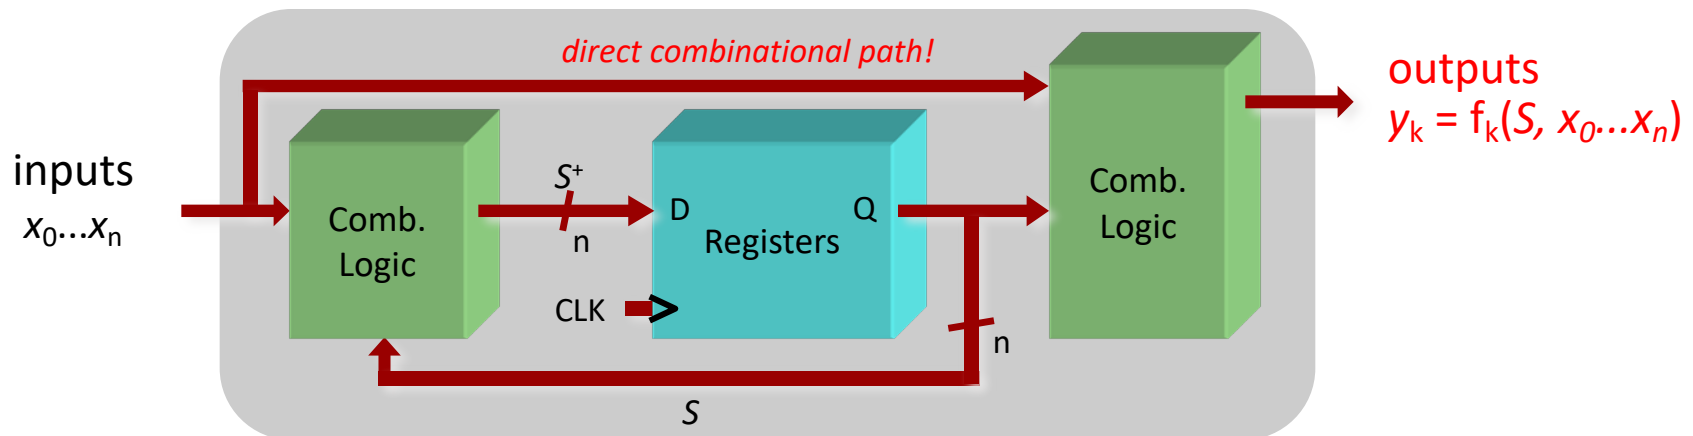 direct combinational path!
inputs
x₀...xₙ
Comb.
Logic
S⁺
n
D
Q
Registers
CLK
n
S
Comb.
Logic
outputs
yₖ = fₖ(S, x₀...xₙ)